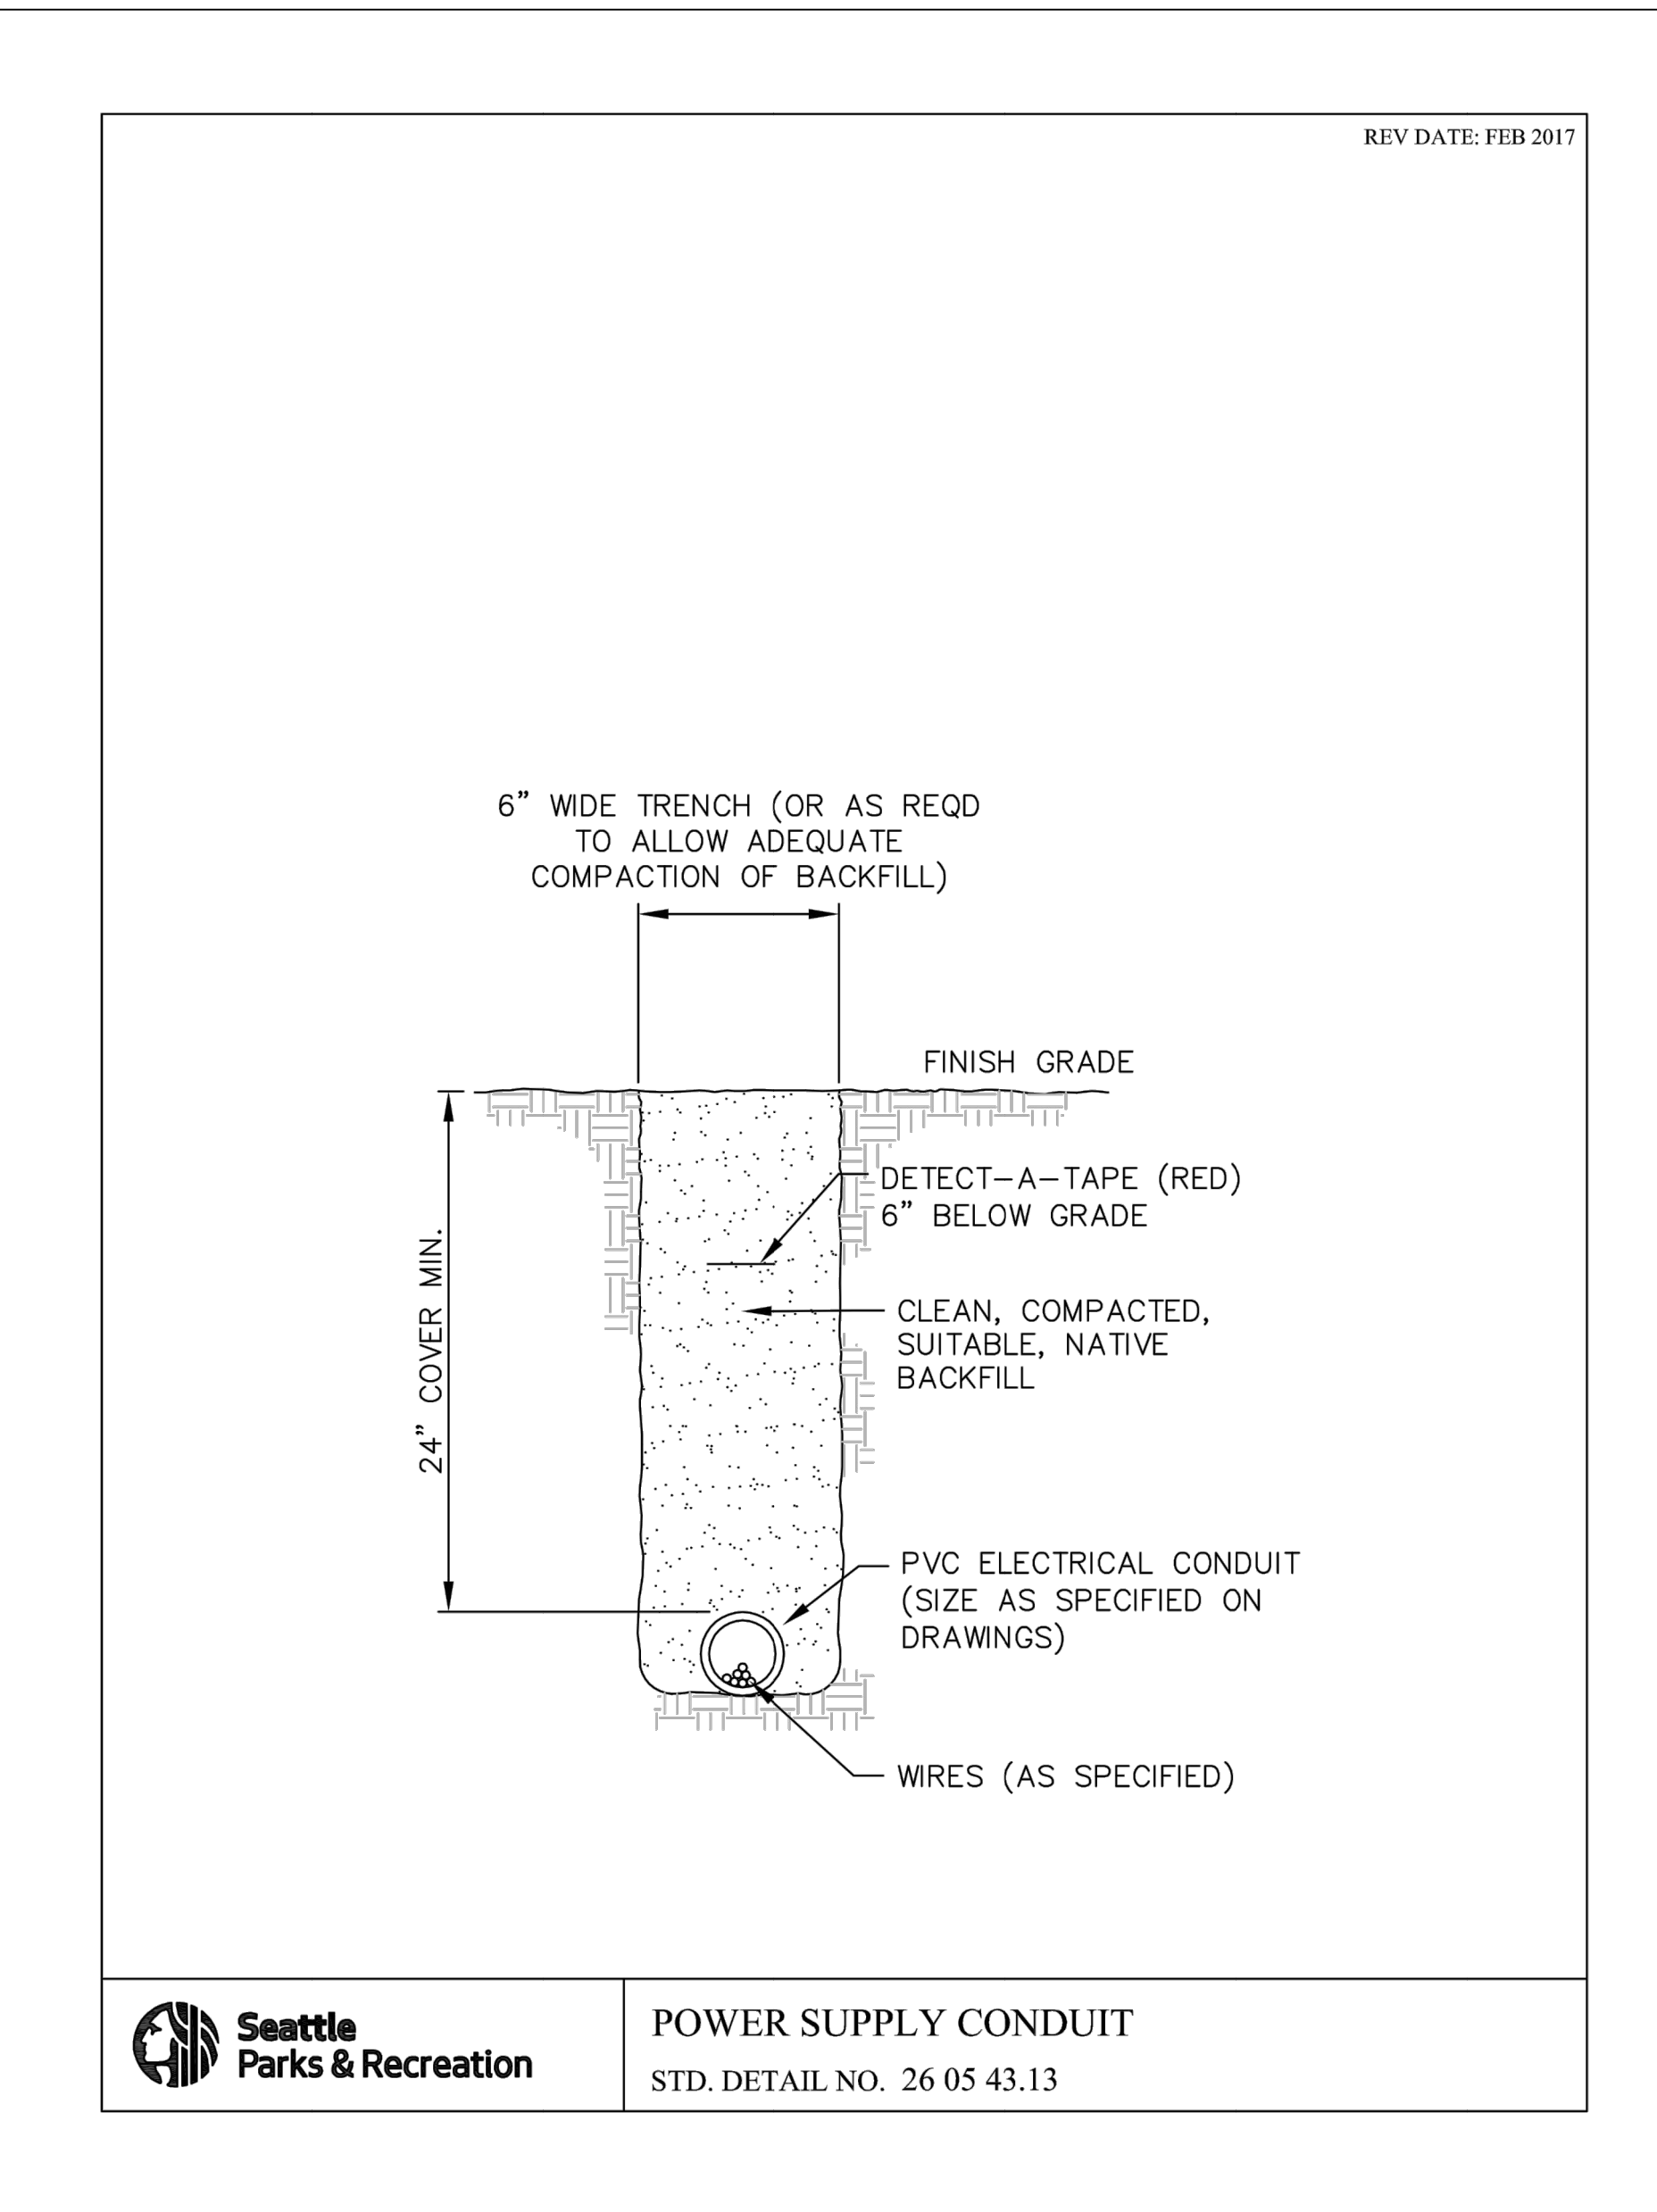 REV DATE: FEB 2017
6” WIDE TRENCH (OR AS REQD
TO ALLOW ADEQUATE
COMPACTION OF BACKFILL)
FINISH GRADE
DETECT-A-TAPE (RED)
6” BELOW GRADE
24” COVER MIN.
CLEAN, COMPACTED,
SUITABLE, NATIVE
BACKFILL
PVC ELECTRICAL CONDUIT
(SIZE AS SPECIFIED ON
DRAWINGS)
WIRES (AS SPECIFIED)
Seattle
Parks & Recreation
POWER SUPPLY CONDUIT
STD. DETAIL NO. 26 05 43.13